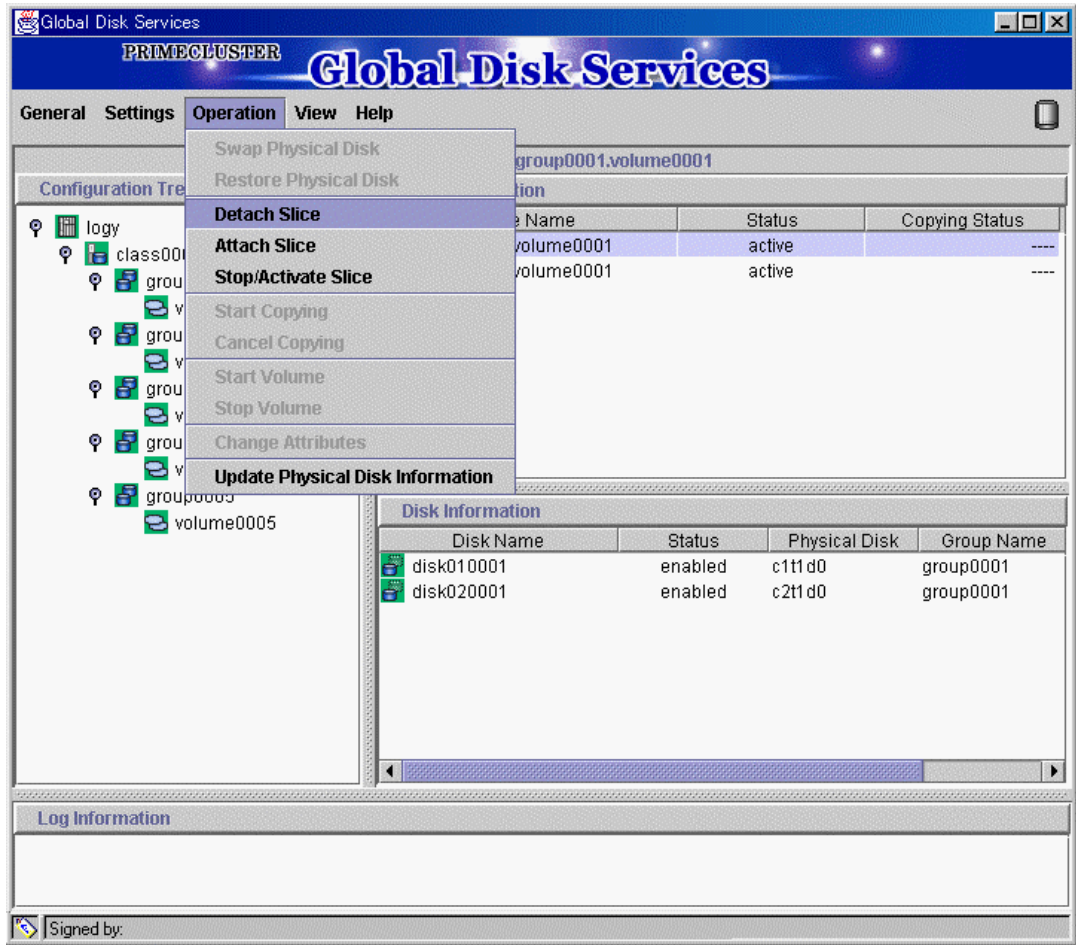 Global Disk Services
PRIMECLUSTER
Global Disk Services
General Settings Operation View Help
group0001.volume0001
Swap Physical Disk
Restore Physical Disk
Detach Slice
Attach Slice
Stop/Activate Slice
Start Copying
Cancel Copying
Start Volume
Stop Volume
Change Attributes
Update Physical Disk Information
Configuration Tre
logy
class00
grou
v
grou
v
grou
v
grou
v
group0005
volume0005
tion
e Name Status Copying Status
volume0001 active ----
volume0001 active ----
Disk Information
Disk Name Status Physical Disk Group Name
disk010001 enabled c1t1d0 group0001
disk020001 enabled c2t1d0 group0001
Log Information
Signed by: